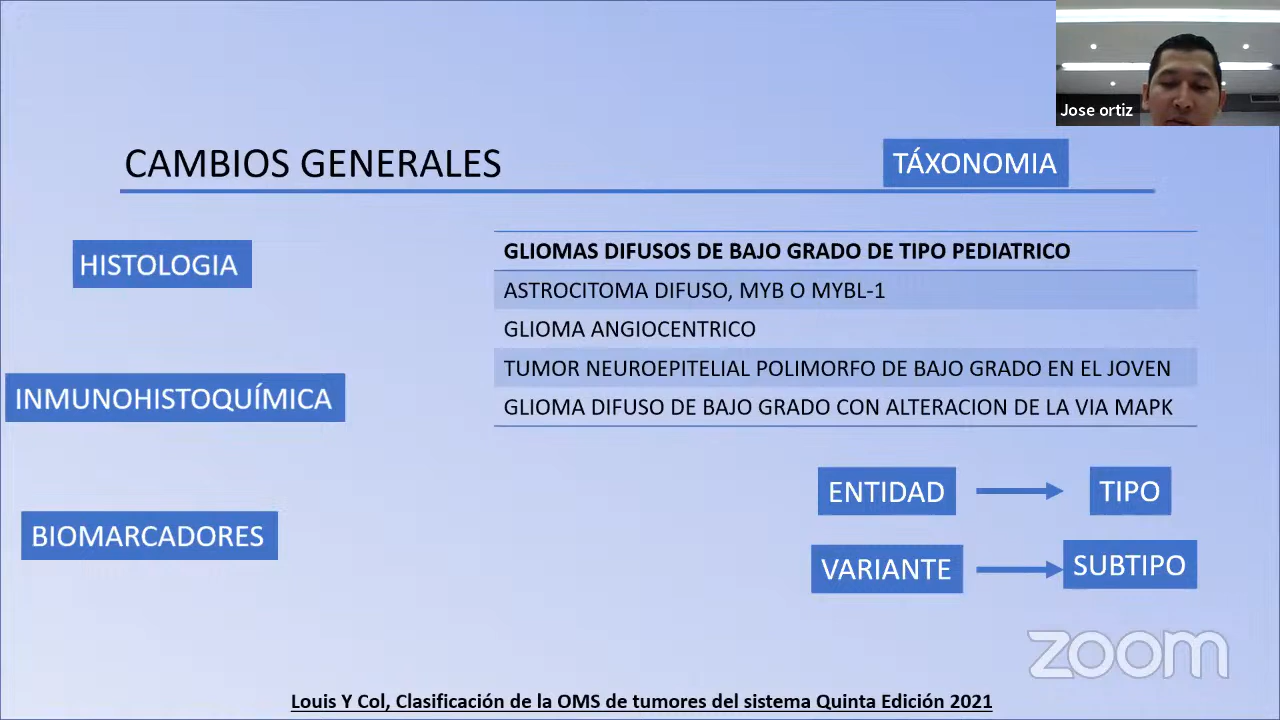 Jose ortiz
CAMBIOS GENERALES
TÁXONOMIA
HISTOLOGIA
GLIOMAS DIFUSOS DE BAJO GRADO DE TIPO PEDIATRICO
ASTROCITOMA DIFUSO, MYB O MYBL-1
GLIOMA ANGIOCENTRICO
TUMOR NEUROEPITELIAL POLIMORFO DE BAJO GRADO EN EL JOVEN
GLIOMA DIFUSO DE BAJO GRADO CON ALTERACION DE LA VIA MAPK
INMUNOHISTOQUÍMICA
BIOMARCADORES
ENTIDAD
TIPO
VARIANTE
SUBTIPO
zoom
Louis Y Col, Clasificación de la OMS de tumores del sistema Quinta Edición 2021